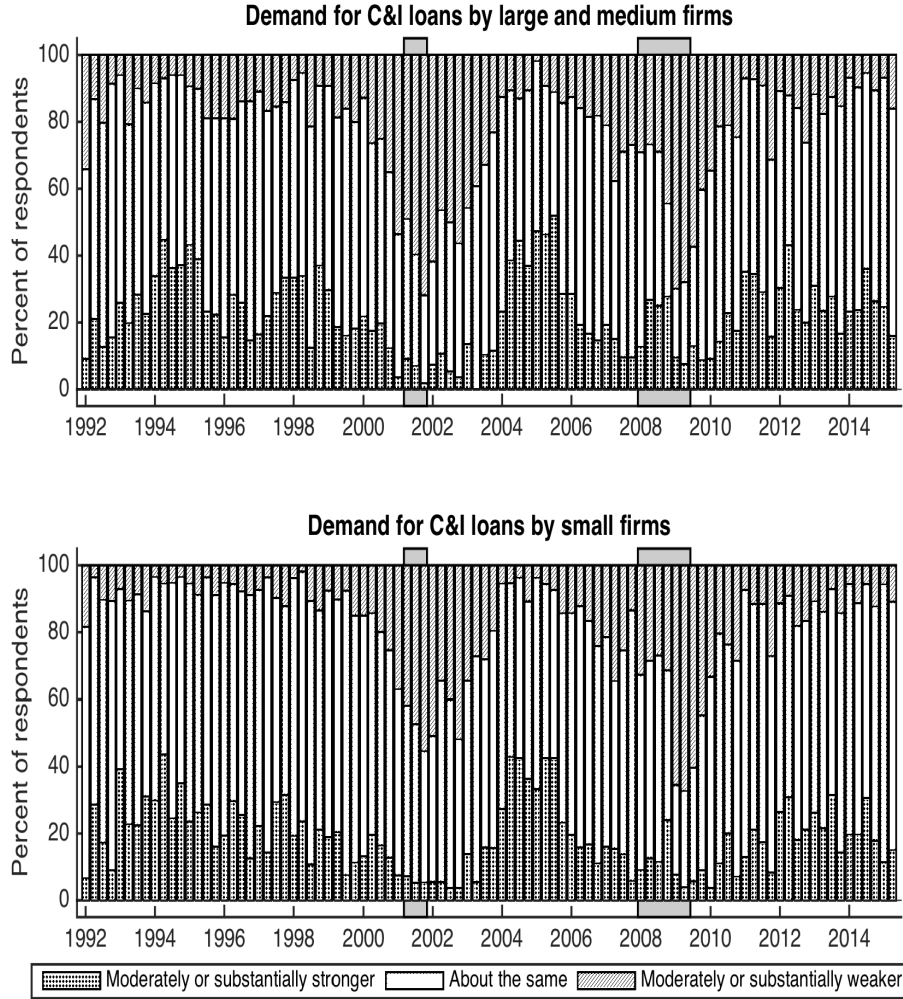 Demand for C&I loans by large and medium firms
Percent of respondents
100
80
60
40
20
0
1992 1994 1996 1998 2000 2002 2004 2006 2008 2010 2012 2014
Demand for C&I loans by small firms
Percent of respondents
100
80
60
40
20
0
1992 1994 1996 1998 2000 2002 2004 2006 2008 2010 2012 2014
Moderately or substantially stronger About the same Moderately or substantially weaker